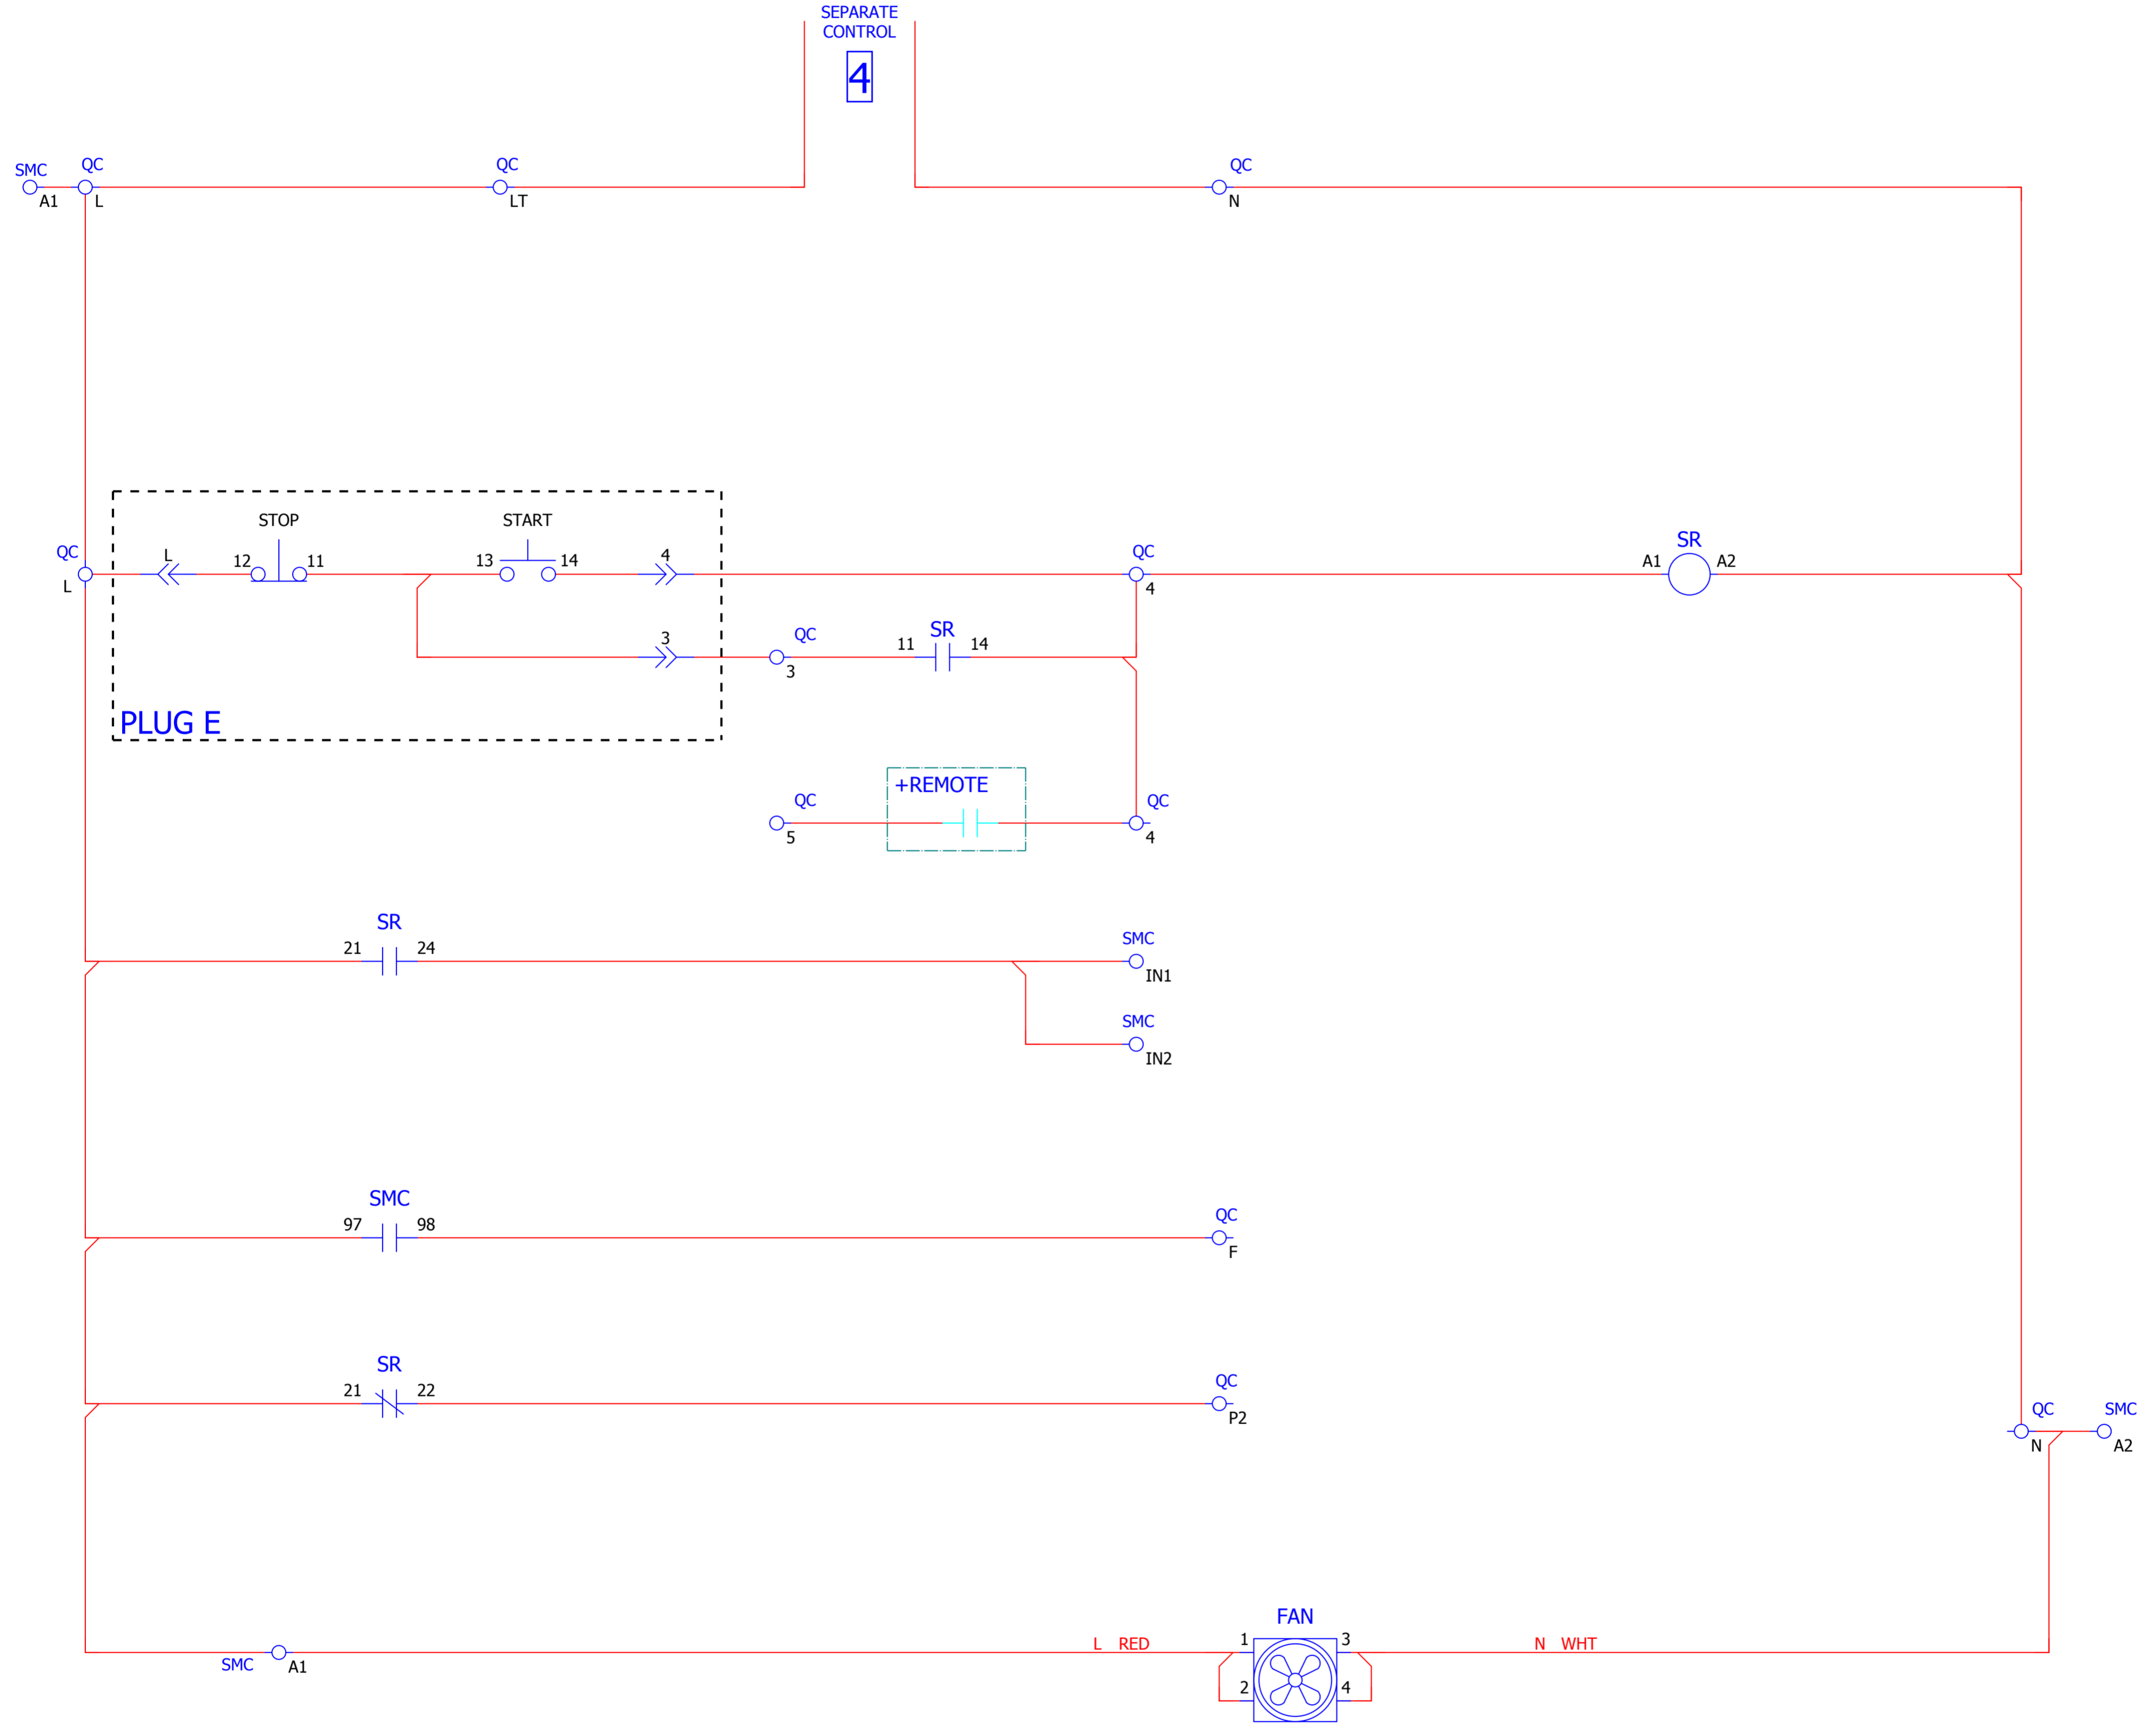 SEPARATE
CONTROL
4
SMC
QC
QC
QC
A1
L
LT
N
STOP
START
QC
L
12
11
13
14
4
QC
SR
A1
A2
L
4
3
QC
SR
11
14
3
PLUG E
+REMOTE
QC
QC
5
4
SR
21
24
SMC
IN1
SMC
IN2
SMC
97
98
QC
F
SR
21
22
QC
P2
QC
SMC
N
A2
FAN
L RED
1
3
N WHT
SMC
A1
2
4